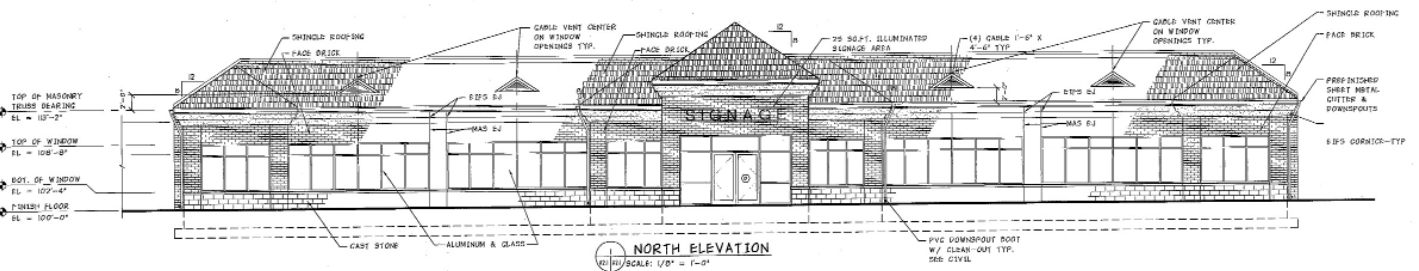 SHINGLE ROOFING
FACE BRICK
GABLE VENT CENTER
ON WINDOW
OPENINGS TYP.
SHINGLE ROOFING
FACE BRICK
12
8
25 SQ.FT. ILLUMINATED
SIGNAGE AREA
(4) GABLE 1'-6" X
4'-6" TYP
GABLE VENT CENTER
ON WINDOW
OPENINGS TYP.
SHINGLE ROOFING
FACE BRICK
12
8
12
8
PREFINISHED
SHEET METAL
GUTTER &
DOWNSPOUTS
EIFS CORNICE-TYP
TOP OF MASONRY
TRUSS BEARING
EL = 113'-2"
TOP OF WINDOW
EL = 108'-8"
BOT. OF WINDOW
EL = 102'-4"
FINISH FLOOR
EL = 100'-0"
EIFS EJ
MAS EJ
SIGNAGE
EIFS EJ
MAS EJ
CAST STONE
ALUMINUM & GLASS
PVC DOWNSPOUT BOOT
W/ CLEAN-OUT TYP.
SEE CIVIL
NORTH ELEVATION
SCALE: 1/8" = 1'-0"